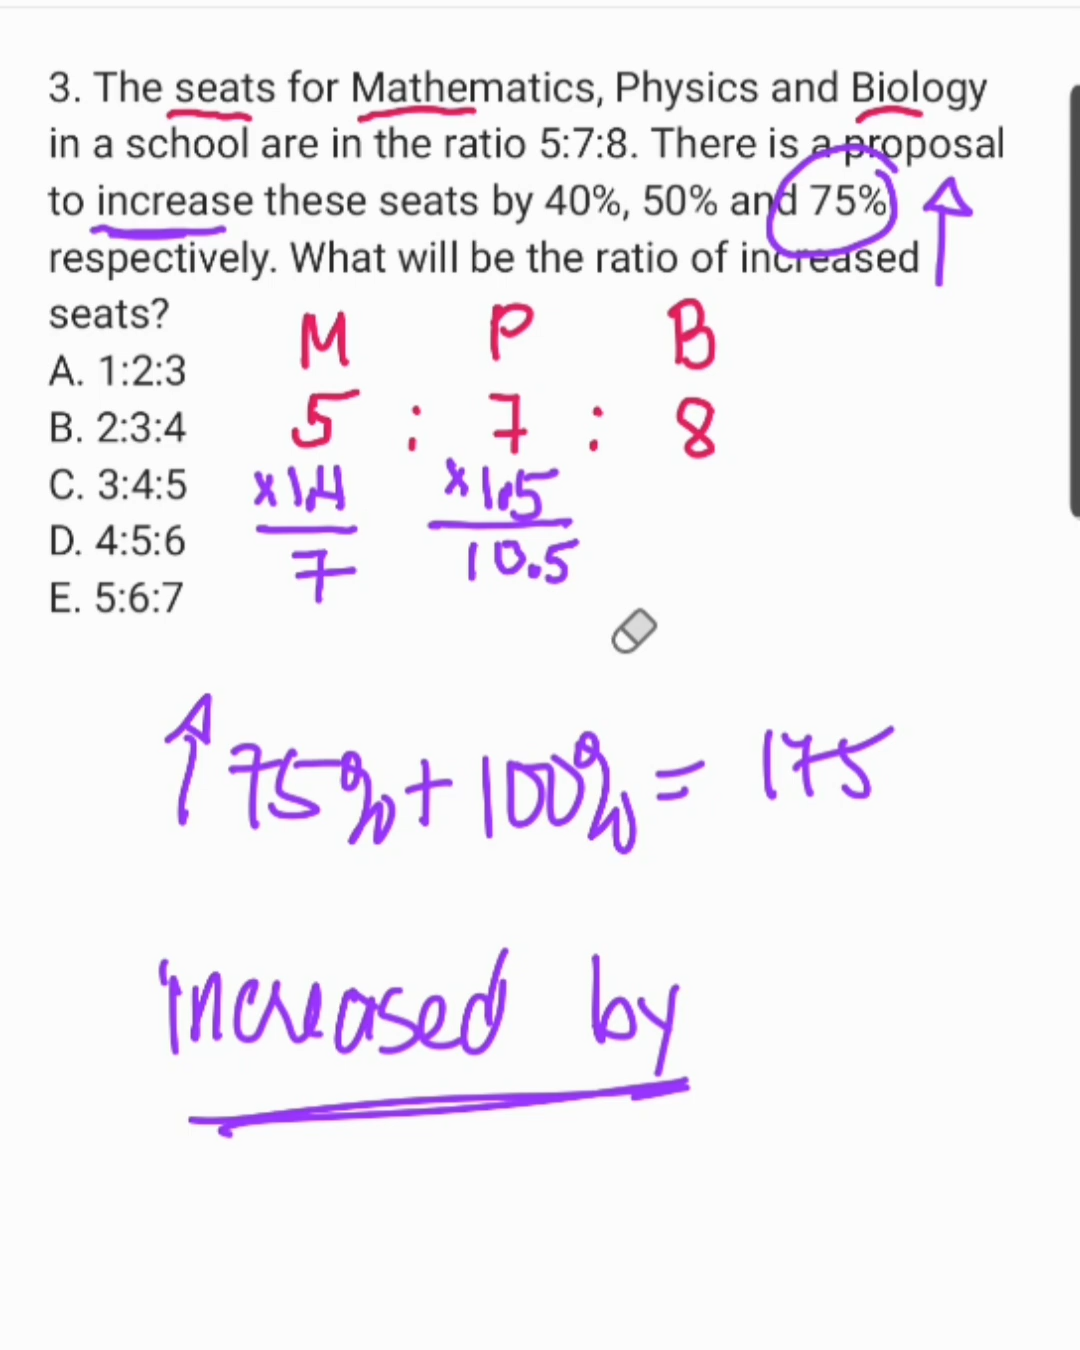 3. The seats for Mathematics, Physics and Biology
in a school are in the ratio 5:7:8. There is a proposal
to increase these seats by 40%, 50% and 75%
respectively. What will be the ratio of increased
seats?
A. 1:2:3
B. 2:3:4
C. 3:4:5
D. 4:5:6
E. 5:6:7
M P B
5 : 7 : 8
×1.4 ×1.5
7 10.5
↑ 75% + 100% = 175
increased by